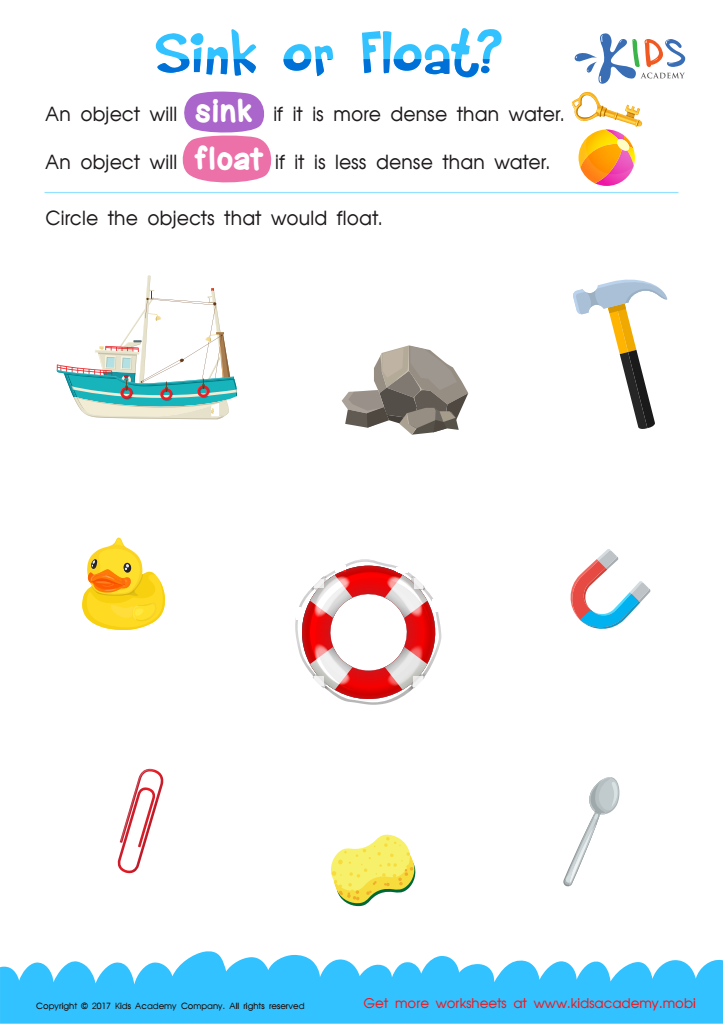 Sink or Float?
KIDS
ACADEMY
An object will sink if it is more dense than water.
An object will float if it is less dense than water.
Circle the objects that would float.
Copyright © 2017 Kids Academy Company. All rights reserved
Get more worksheets at www.kidsacademy.mobi